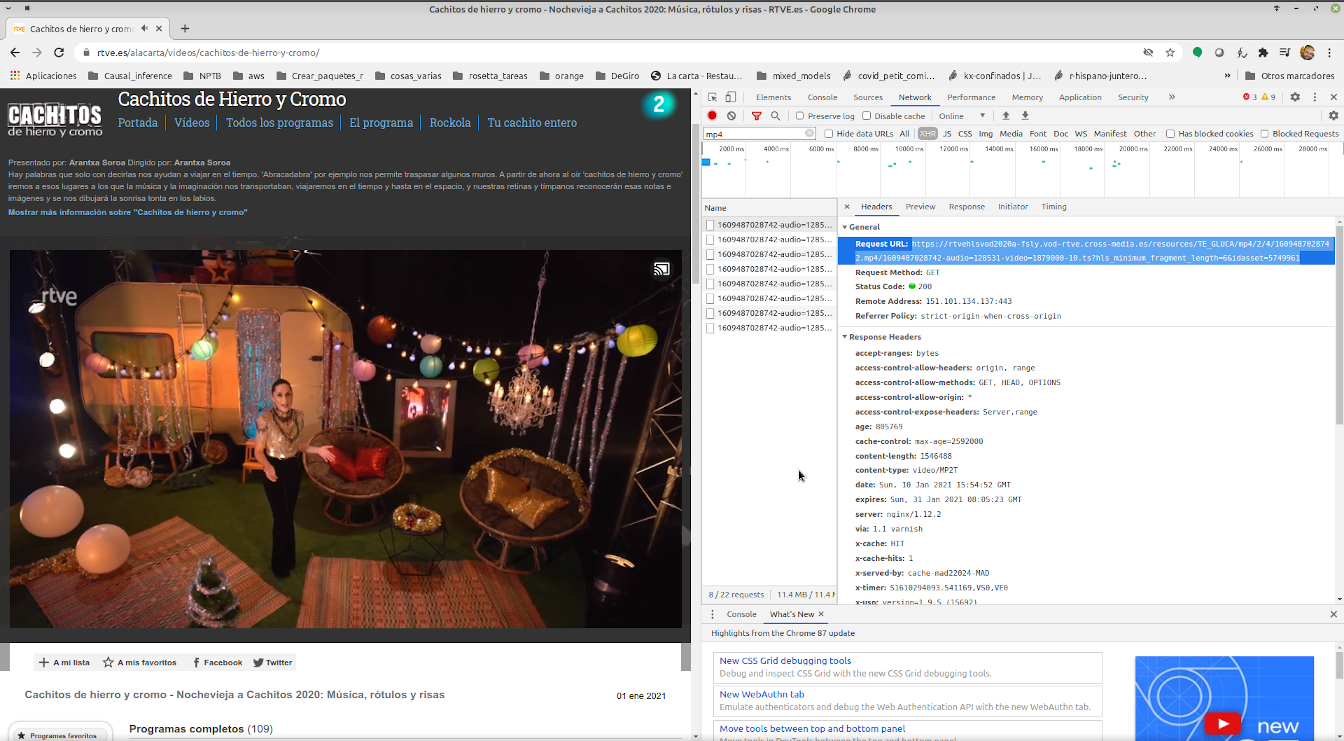 Cachitos de hierro y cromo - Nochevieja a Cachitos 2020: Música, rótulos y risas - RTVE.es - Google Chrome
rtve Cachitos de hierro y cromo
rtve.es/alacarta/videos/cachitos-de-hierro-y-cromo/
Aplicaciones Causal_inference NPTB aws Crear_paquetes_r cosas_varias rosetta_tareas orange DeGiro La carta - Restau... mixed_models covid_petit_comi... kx-confinados | J... r-hispano-juntero... » Otros marcadores
CACHITOS
de hierro y cromo
Cachitos de Hierro y Cromo
2
Portada Vídeos Todos los programas El programa Rockola Tu cachito entero
Presentado por: Arantxa Soroa Dirigido por: Arantxa Soroa
Hay palabras que solo con decirlas nos ayudan a viajar en el tiempo. 'Abracadabra' por ejemplo nos permite traspasar algunos muros. A partir de ahora al oír 'cachitos de hierro y cromo'
iremos a esos lugares a los que la música y la imaginación nos transportaban, viajaremos en el tiempo y hasta en el espacio, y nuestras retinas y tímpanos reconocerán esas notas e
imágenes y se nos dibujará la sonrisa tonta en los labios.
Mostrar más información sobre "Cachitos de hierro y cromo"
rtve
A mi lista A mis favoritos Facebook Twitter
Cachitos de hierro y cromo - Nochevieja a Cachitos 2020: Música, rótulos y risas
01 ene 2021
Programas favoritos
Programas completos (109)
Elements Console Sources Network Performance Memory Application Security » 3 9
Preserve log Disable cache Online
mp4 Hide data URLs All XHR JS CSS Img Media Font Doc WS Manifest Other Has blocked cookies Blocked Requests
2000 ms 4000 ms 6000 ms 8000 ms 10000 ms 12000 ms 14000 ms 16000 ms 18000 ms 20000 ms 22000 ms 24000 ms 26000 ms 28000 ms
Name
1609487028742-audio=1285...
1609487028742-audio=1285...
1609487028742-audio=1285...
1609487028742-audio=1285...
1609487028742-audio=1285...
1609487028742-audio=1285...
1609487028742-audio=1285...
1609487028742-audio=1285...
8 / 22 requests 11.4 MB / 11.4
Headers Preview Response Initiator Timing
General
Request URL: https://rtvehlsvod2020a-fsly.vod-rtve.cross-media.es/resources/TE_GLUCA/mp4/2/4/160948702874
2.mp4/1609487028742-audio=128531-video=1879000-10.ts?hls_minimum_fragment_length=6&idasset=5749961
Request Method: GET
Status Code: 200
Remote Address: 151.101.134.137:443
Referrer Policy: strict-origin-when-cross-origin
Response Headers
accept-ranges: bytes
access-control-allow-headers: origin, range
access-control-allow-methods: GET, HEAD, OPTIONS
access-control-allow-origin: *
access-control-expose-headers: Server,range
age: 805769
cache-control: max-age=2592000
content-length: 1546488
content-type: video/MP2T
date: Sun, 10 Jan 2021 15:54:52 GMT
expires: Sun, 31 Jan 2021 08:05:23 GMT
server: nginx/1.12.2
via: 1.1 varnish
x-cache: HIT
x-cache-hits: 1
x-served-by: cache-mad22024-MAD
x-timer: S1610294093.541169,VS0,VE0
x-usp: version=1.9.5 (15692)
Console What's New
Highlights from the Chrome 87 update
New CSS Grid debugging tools
Debug and inspect CSS Grid with the new CSS Grid debugging tools.
New WebAuthn tab
Emulate authenticators and debug the Web Authentication API with the new WebAuthn tab.
Move tools between top and bottom panel
Move tools in DevTools between the top and bottom panel.
new